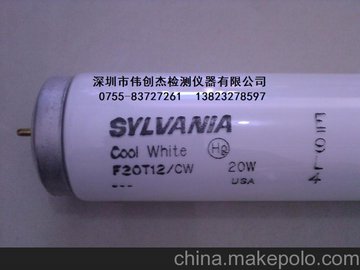 深圳市伟创杰检测仪器有限公司
0755-83727261 13823278597
SYLVANIA
Cool White Hg
F20T12/CW 20W
USA
china.makepolo.com